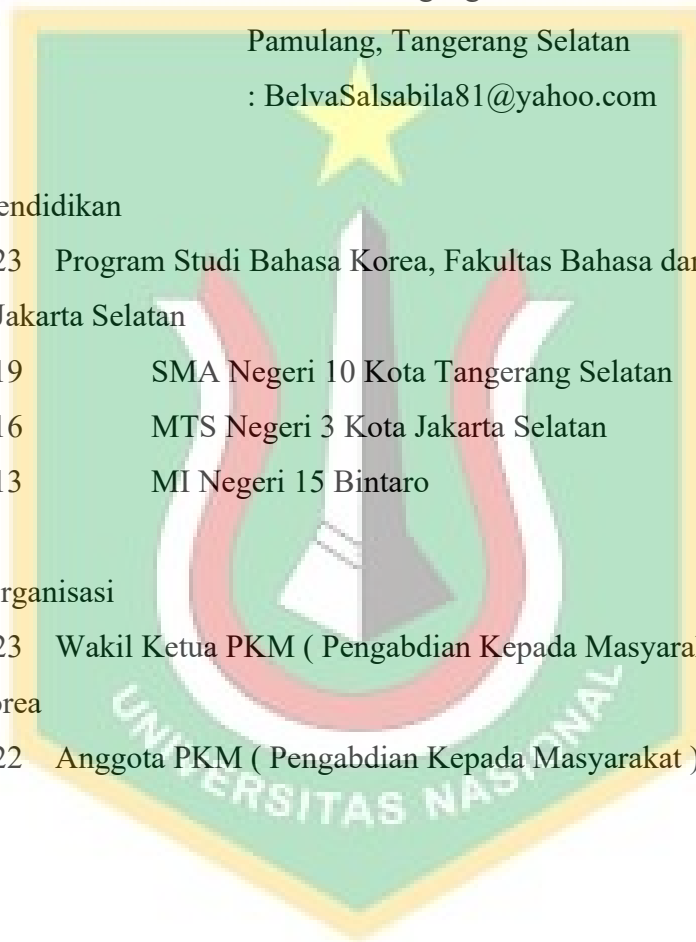 Pamulang, Tangerang Selatan
: BelvaSalsabila81@yahoo.com
endidikan
23 Program Studi Bahasa Korea, Fakultas Bahasa dan
Jakarta Selatan
19 SMA Negeri 10 Kota Tangerang Selatan
16 MTS Negeri 3 Kota Jakarta Selatan
13 MI Negeri 15 Bintaro
rganisasi
23 Wakil Ketua PKM ( Pengabdian Kepada Masyara
orea
22 Anggota PKM ( Pengabdian Kepada Masyarakat )
UNIVERSITAS NASIONAL